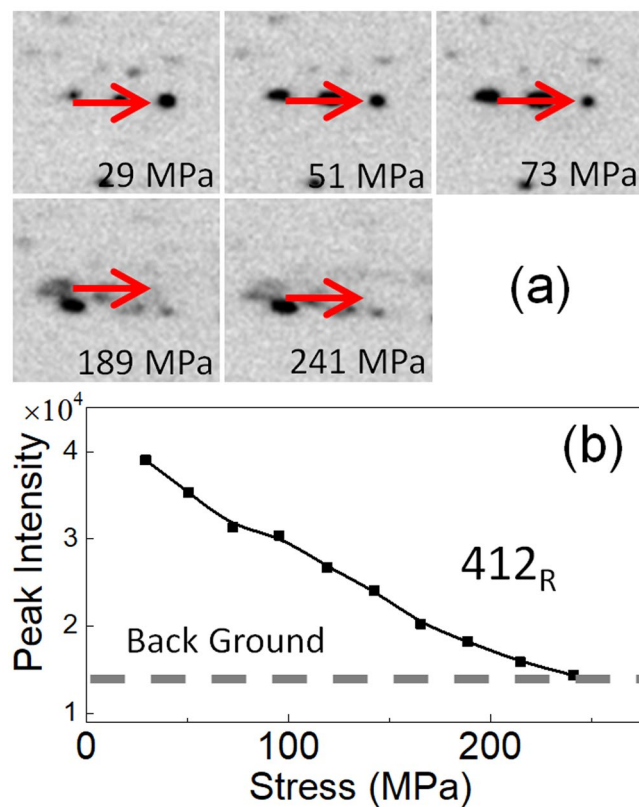 29 MPa
51 MPa
73 MPa
189 MPa
241 MPa
(a)
×10⁴
4
3
2
1
Peak Intensity
(b)
412R
Back Ground
0
100
200
Stress (MPa)